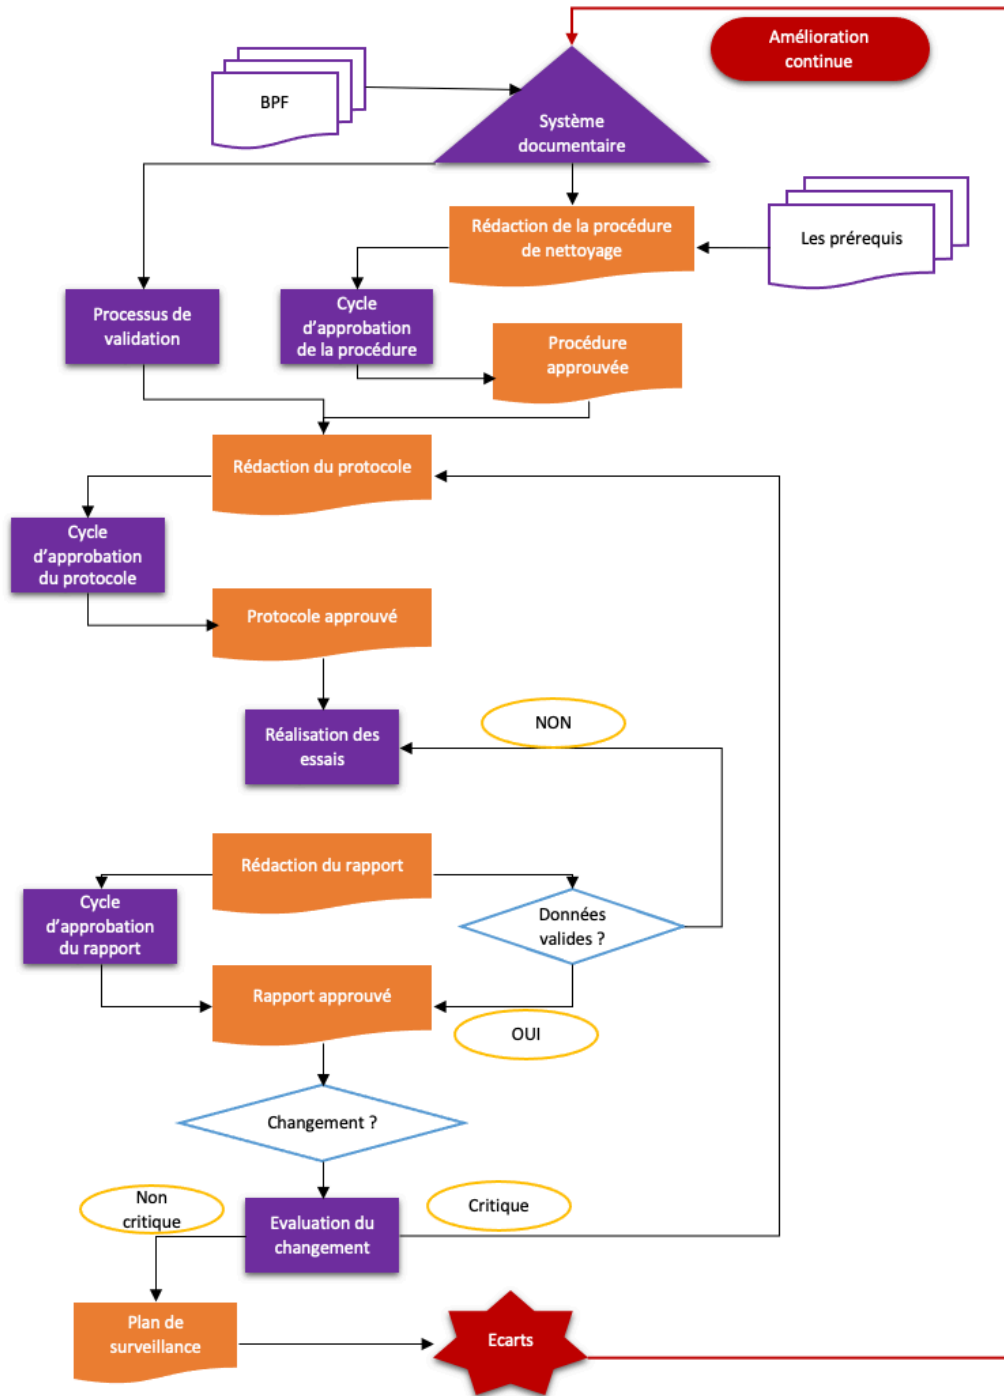 Amélioration
continue
BPF
Système
documentaire
Rédaction de la procédure
de nettoyage
Les prérequis
Processus de
validation
Cycle
d'approbation
de la procédure
Procédure
approuvée
Rédaction du protocole
Cycle
d'approbation
du protocole
Protocole approuvé
NON
Réalisation des
essais
Rédaction du rapport
Cycle
d'approbation
du rapport
Données
valides ?
Rapport approuvé
OUI
Changement ?
Non
critique
Critique
Evaluation du
changement
Plan de
surveillance
Ecarts